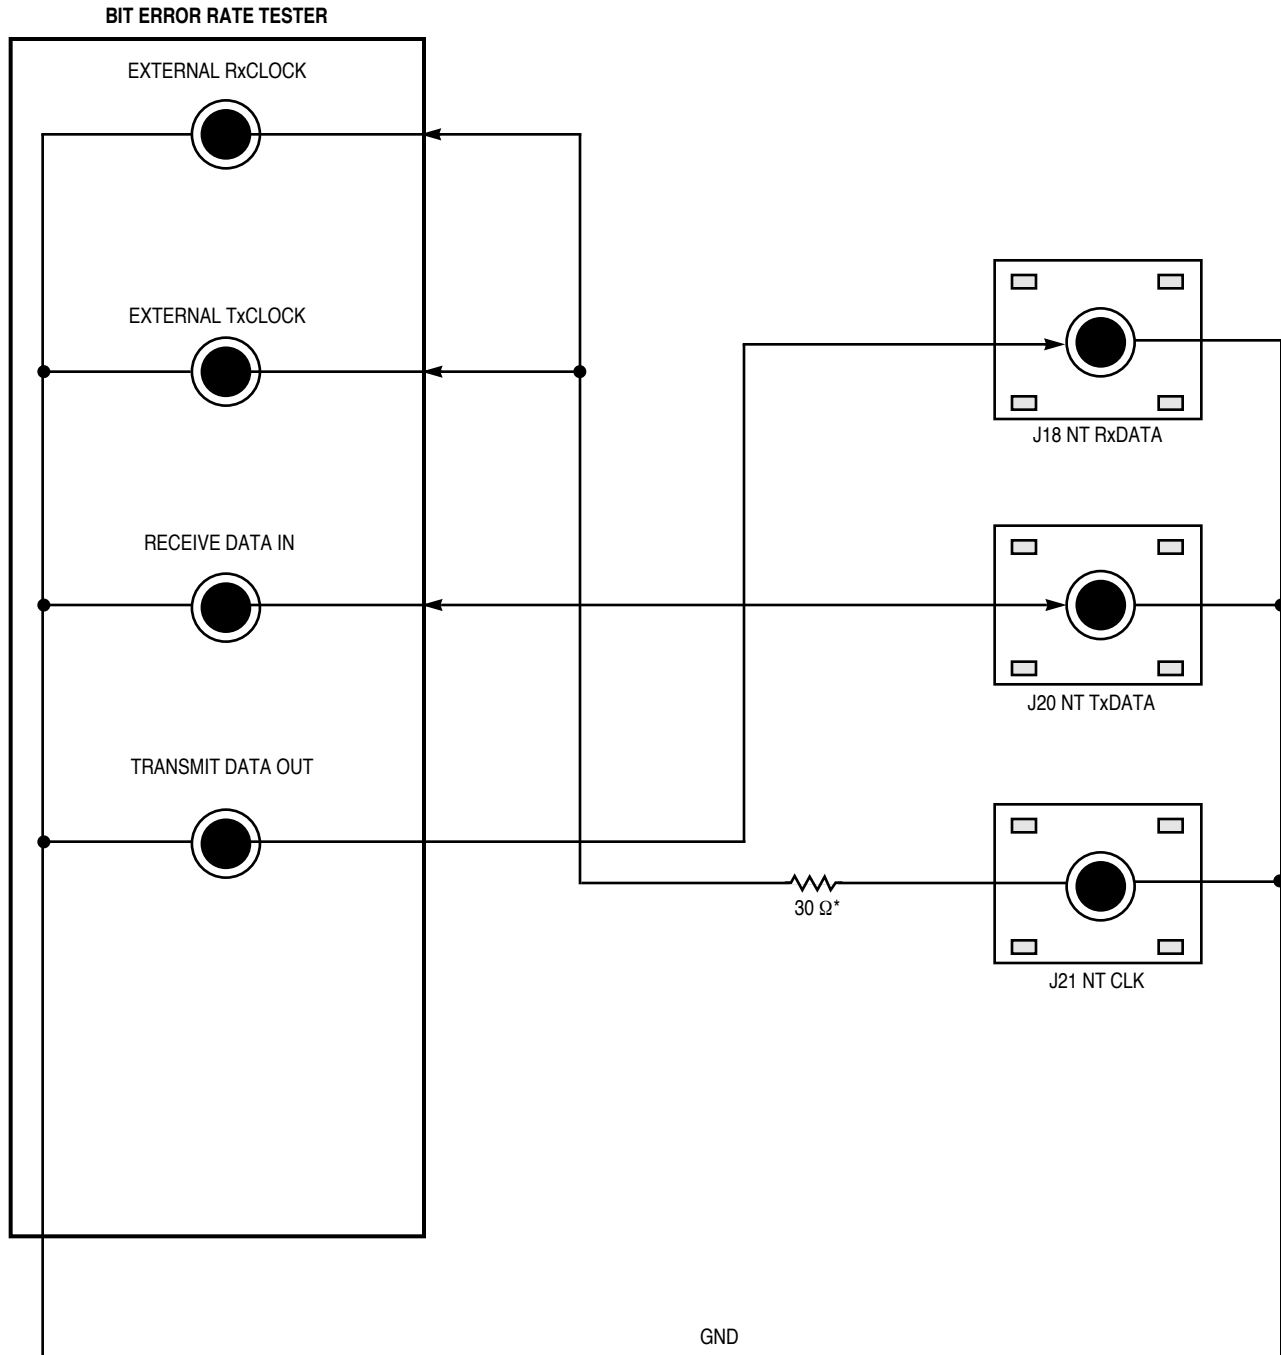 BIT ERROR RATE TESTER
EXTERNAL RxCLOCK
EXTERNAL TxCLOCK
J18 NT RxDATA
RECEIVE DATA IN
J20 NT TxDATA
TRANSMIT DATA OUT
30 Ω*
J21 NT CLK
GND